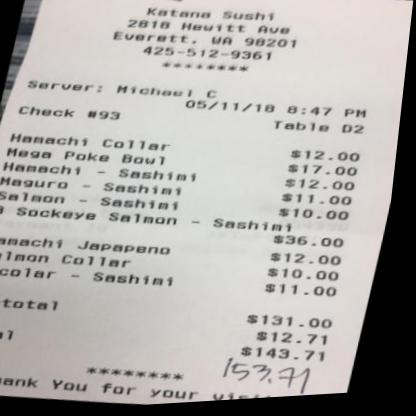 Katana Sushi
2818 Hewitt Ave
Everett, WA 98201
425-512-9361
********
Server: Michael C
05/11/18 8:47 PM
Check #93 Table D2
Hamachi Collar $12.00
Mega Poke Bowl $17.00
Hamachi - Sashimi $12.00
Maguro - Sashimi $11.00
Salmon - Sashimi $10.00
3 Sockeye Salmon - Sashimi
$36.00
amachi Japapeno $12.00
lmon Collar $10.00
colar - Sashimi $11.00
total $131.00
$12.71
al $143.71
********
153.71
ank You for your visi